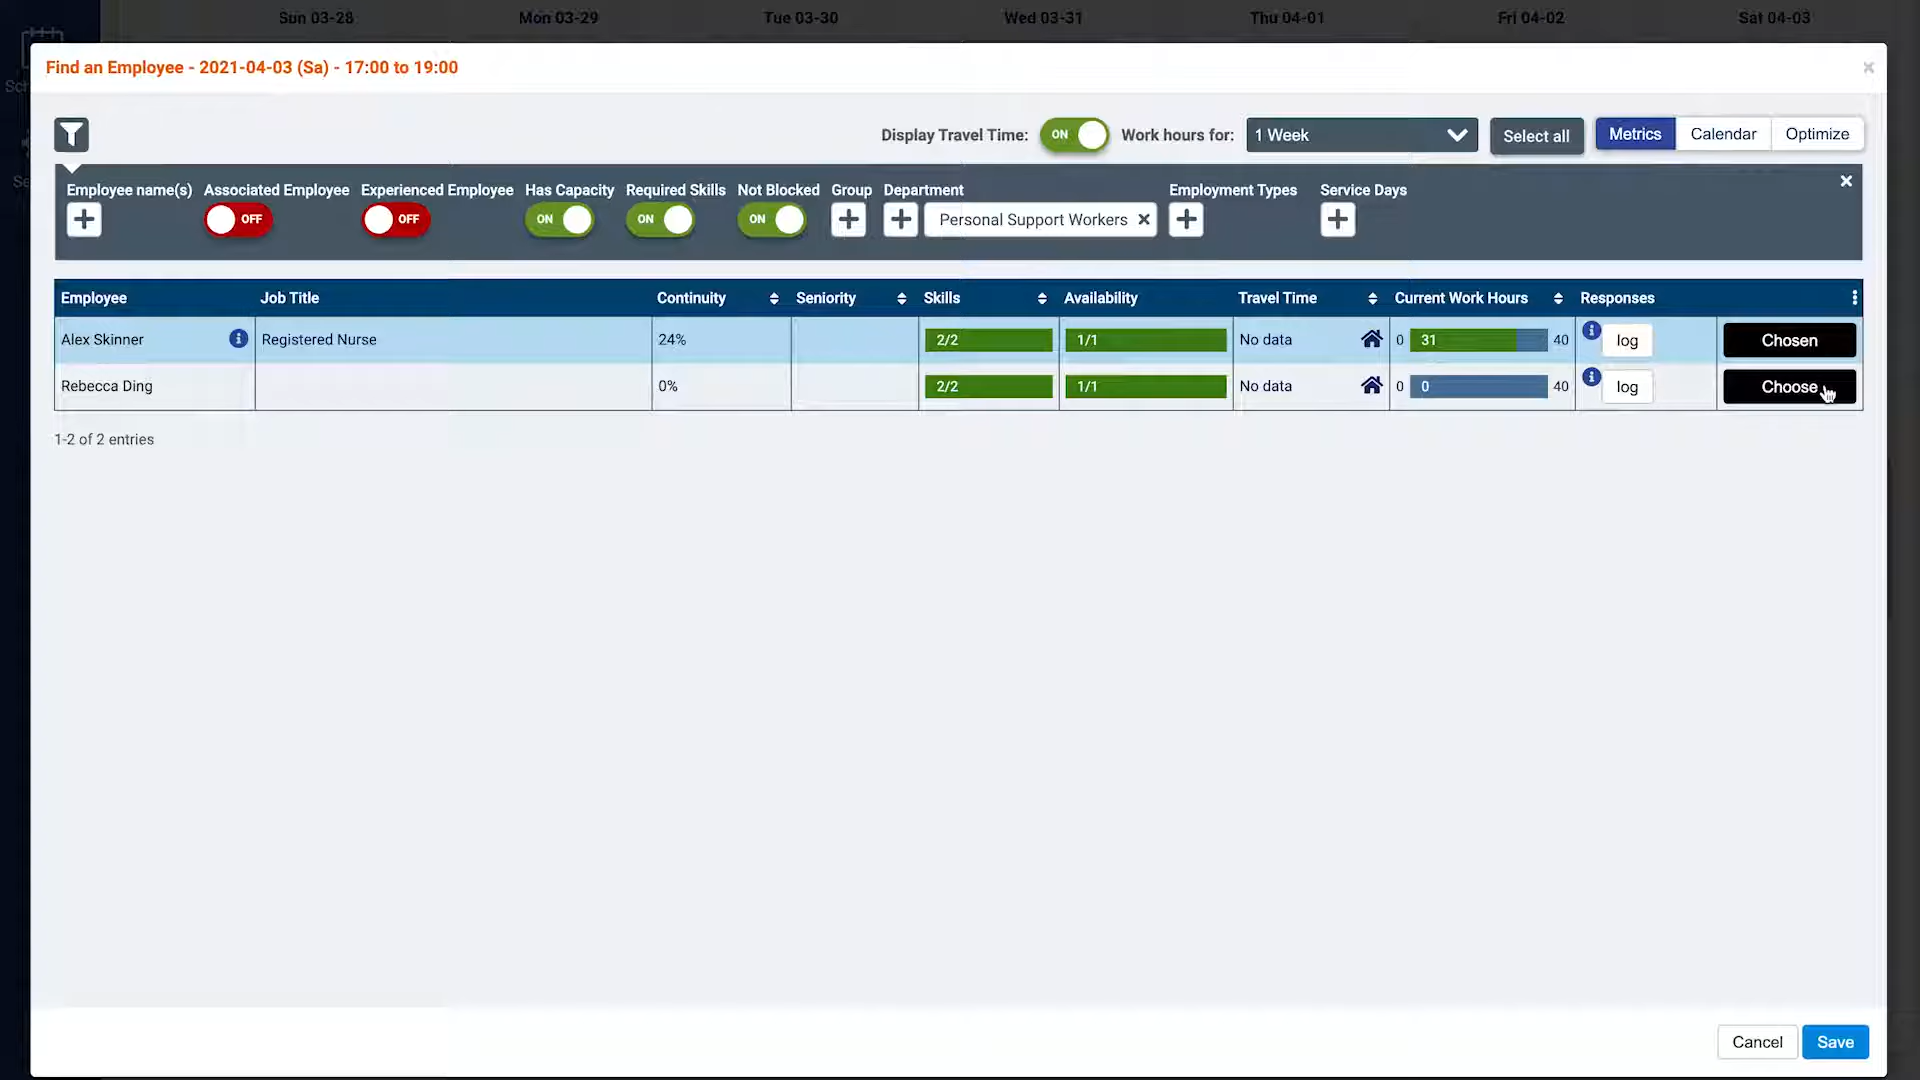 Sun 03-28 Mon 03-29 Tue 03-30 Wed 03-31 Thu 04-01 Fri 04-02 Sat 04-03
Find an Employee - 2021-04-03 (Sa) - 17:00 to 19:00 ×
Display Travel Time: ON Work hours for: 1 Week Select all Metrics Calendar Optimize
Employee name(s) Associated Employee Experienced Employee Has Capacity Required Skills Not Blocked Group Department Employment Types Service Days
+ OFF OFF ON ON ON + + Personal Support Workers × + +
Employee Job Title Continuity Seniority Skills Availability Travel Time Current Work Hours Responses
Alex Skinner Registered Nurse 24% 2/2 1/1 No data 0 31 40 log Chosen
Rebecca Ding 0% 2/2 1/1 No data 0 0 40 log Choose
1-2 of 2 entries
Cancel Save